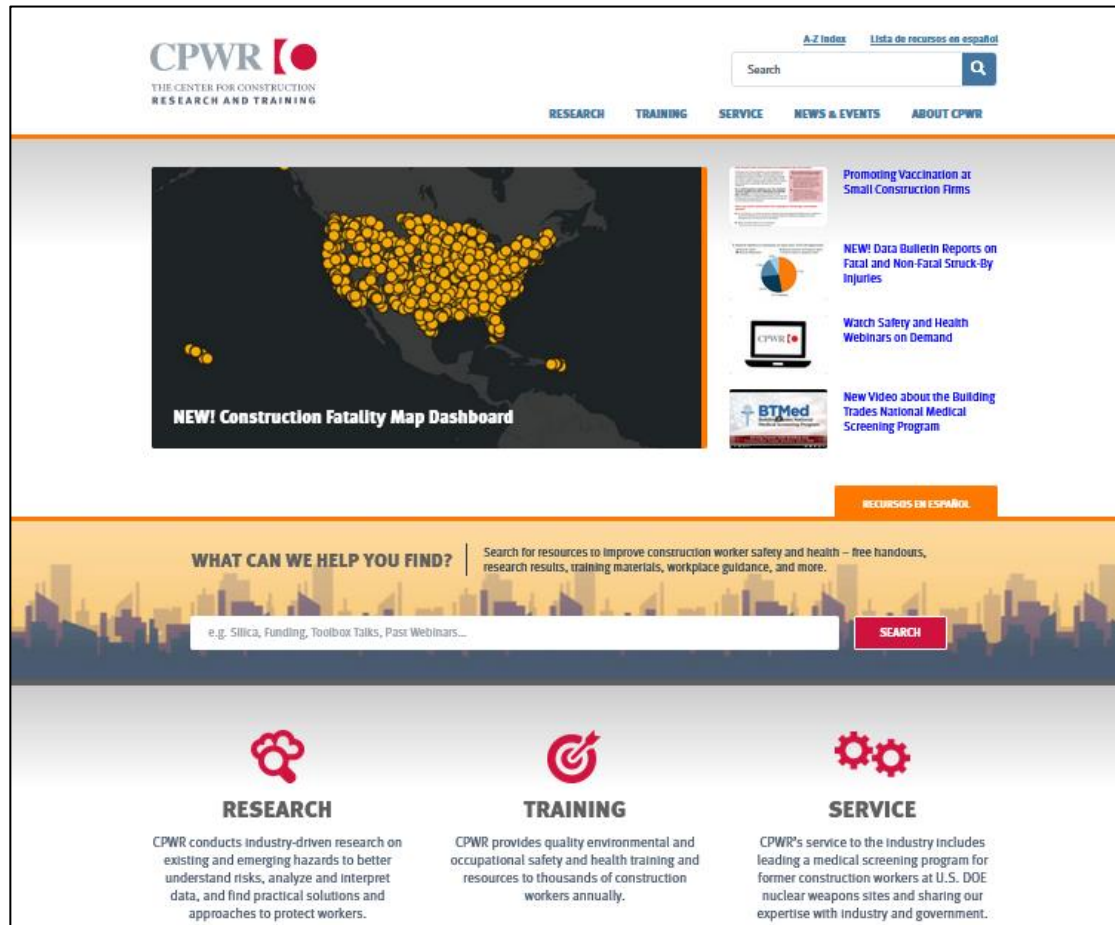 A-Z Index Lista de recursos en español
CPWR
THE CENTER FOR CONSTRUCTION
RESEARCH AND TRAINING
Search
RESEARCH TRAINING SERVICE NEWS & EVENTS ABOUT CPWR
NEW! Construction Fatality Map Dashboard
Promoting Vaccination at
Small Construction Firms
NEW! Data Bulletin Reports on
Fatal and Non-Fatal Struck-By
Injuries
CPWR
Watch Safety and Health
Webinars on Demand
BTMed
New Video about the Building
Trades National Medical
Screening Program
RECURSOS EN ESPAÑOL
WHAT CAN WE HELP YOU FIND?
Search for resources to improve construction worker safety and health – free handouts,
research results, training materials, workplace guidance, and more.
e.g. Silica, Funding, Toolbox Talks, Past Webinars...
SEARCH
RESEARCH
CPWR conducts industry-driven research on
existing and emerging hazards to better
understand risks, analyze and interpret
data, and find practical solutions and
approaches to protect workers.
TRAINING
CPWR provides quality environmental and
occupational safety and health training and
resources to thousands of construction
workers annually.
SERVICE
CPWR's service to the industry includes
leading a medical screening program for
former construction workers at U.S. DOE
nuclear weapons sites and sharing our
expertise with industry and government.